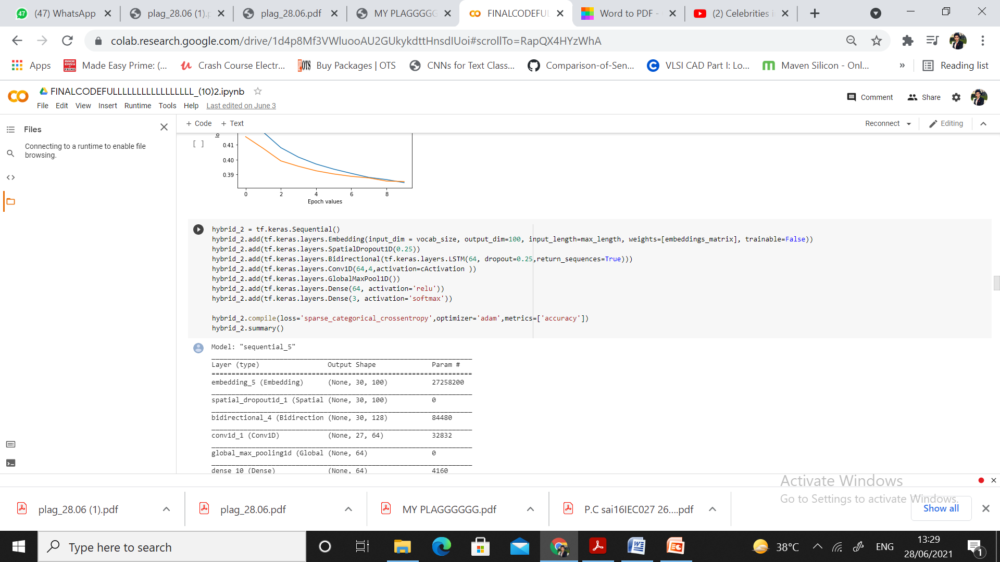 47 (47) WhatsApp
plag_28.06 (1).p
plag_28.06.pdf
MY PLAGGGGG
FINALCODEFUL
Word to PDF -
(2) Celebrities i
colab.research.google.com/drive/1d4p8Mf3VWluooAU2GUkykdttHnsdIUoi#scrollTo=RapQX4HYzWhA
Apps
MADE EASY PRIME Made Easy Prime: (...
Crash Course Electr...
OTS Buy Packages | OTS
CNNs for Text Class...
Comparison-of-Sen...
VLSI CAD Part I: Lo...
Maven Silicon - Onl...
»
Reading list
FINALCODEFULLLLLLLLLLLLLLLLL_(10)2.ipynb
File Edit View Insert Runtime Tools Help Last edited on June 3
Comment
Share
Files
Connecting to a runtime to enable file
browsing.
+ Code + Text
Reconnect
Editing
[ ]
lo
0.41
0.40
0.39
0 2 4 6 8
Epoch values
hybrid_2 = tf.keras.Sequential()
hybrid_2.add(tf.keras.layers.Embedding(input_dim = vocab_size, output_dim=100, input_length=max_length, weights=[embeddings_matrix], trainable=False))
hybrid_2.add(tf.keras.layers.SpatialDropout1D(0.25))
hybrid_2.add(tf.keras.layers.Bidirectional(tf.keras.layers.LSTM(64, dropout=0.25,return_sequences=True)))
hybrid_2.add(tf.keras.layers.Conv1D(64,4,activation=cActivation ))
hybrid_2.add(tf.keras.layers.GlobalMaxPool1D())
hybrid_2.add(tf.keras.layers.Dense(64, activation='relu'))
hybrid_2.add(tf.keras.layers.Dense(3, activation='softmax'))
hybrid_2.compile(loss='sparse_categorical_crossentropy',optimizer='adam',metrics=['accuracy'])
hybrid_2.summary()
Model: "sequential_5"
Layer (type) Output Shape Param #
=================================================================
embedding_5 (Embedding) (None, 30, 100) 27258200
spatial_dropout1d_1 (Spatial (None, 30, 100) 0
bidirectional_4 (Bidirection (None, 30, 128) 84480
conv1d_1 (Conv1D) (None, 27, 64) 32832
global_max_pooling1d (Global (None, 64) 0
dense_10 (Dense) (None, 64) 4160
Activate Windows
Go to Settings to activate Windows.
plag_28.06 (1).pdf
plag_28.06.pdf
MY PLAGGGGGG.pdf
P.C sai16IEC027 26....pdf
Show all
Type here to search
38°C
ENG
13:29
28/06/2021
1